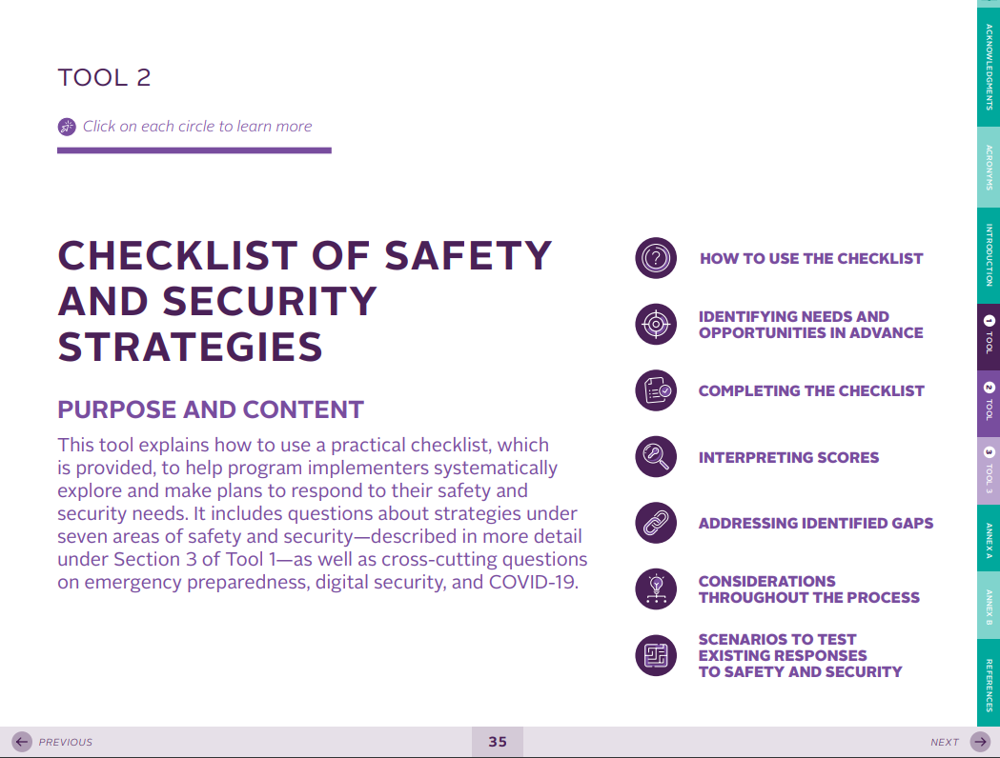 TOOL 2
Click on each circle to learn more
CHECKLIST OF SAFETY
AND SECURITY
STRATEGIES
PURPOSE AND CONTENT
This tool explains how to use a practical checklist, which
is provided, to help program implementers systematically
explore and make plans to respond to their safety and
security needs. It includes questions about strategies under
seven areas of safety and security—described in more detail
under Section 3 of Tool 1—as well as cross-cutting questions
on emergency preparedness, digital security, and COVID-19.
?
HOW TO USE THE CHECKLIST
IDENTIFYING NEEDS AND
OPPORTUNITIES IN ADVANCE
COMPLETING THE CHECKLIST
INTERPRETING SCORES
ADDRESSING IDENTIFIED GAPS
CONSIDERATIONS
THROUGHOUT THE PROCESS
SCENARIOS TO TEST
EXISTING RESPONSES
TO SAFETY AND SECURITY
ACKNOWLEDGMENTS
ACRONYMS
INTRODUCTION
1 TOOL
2 TOOL
3 TOOL 3
ANNEX A
ANNEX B
REFERENCES
PREVIOUS
35
NEXT